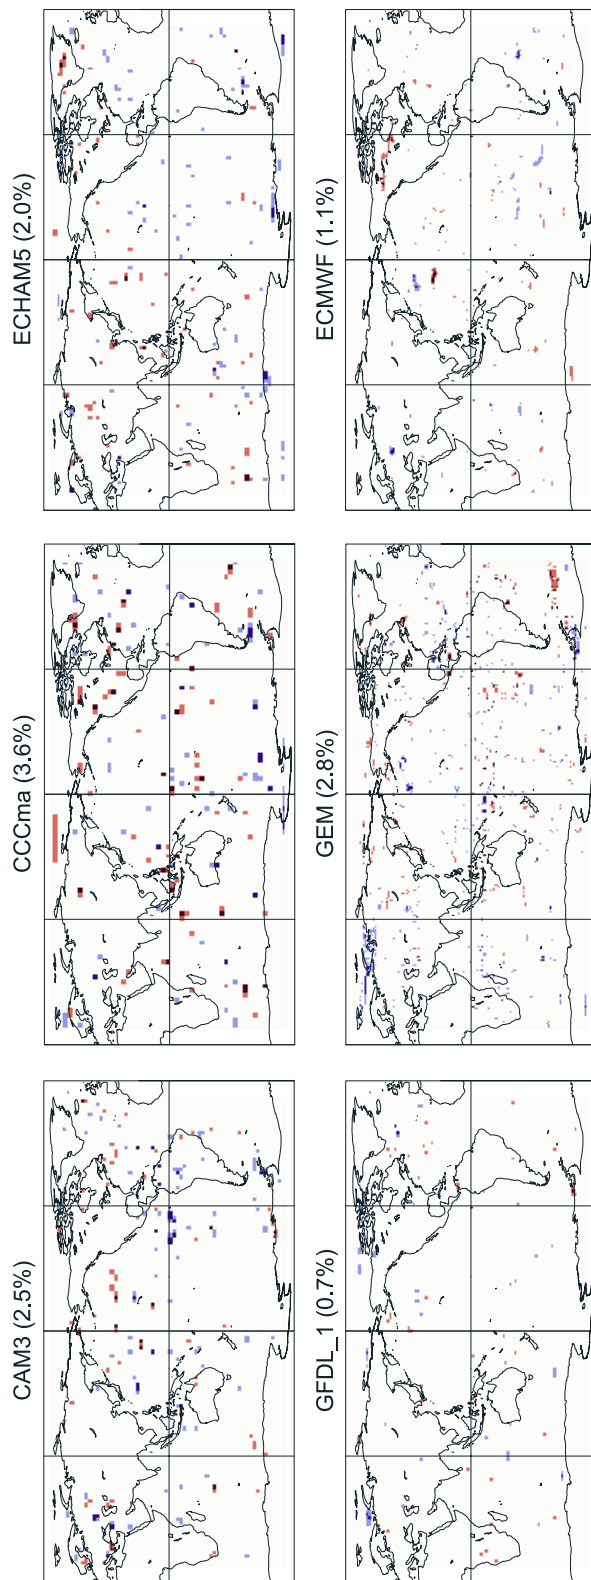 CAM3 (2.5%)
CCCma (3.6%)
ECHAM5 (2.0%)
GFDL_1 (0.7%)
GEM (2.8%)
ECMWF (1.1%)